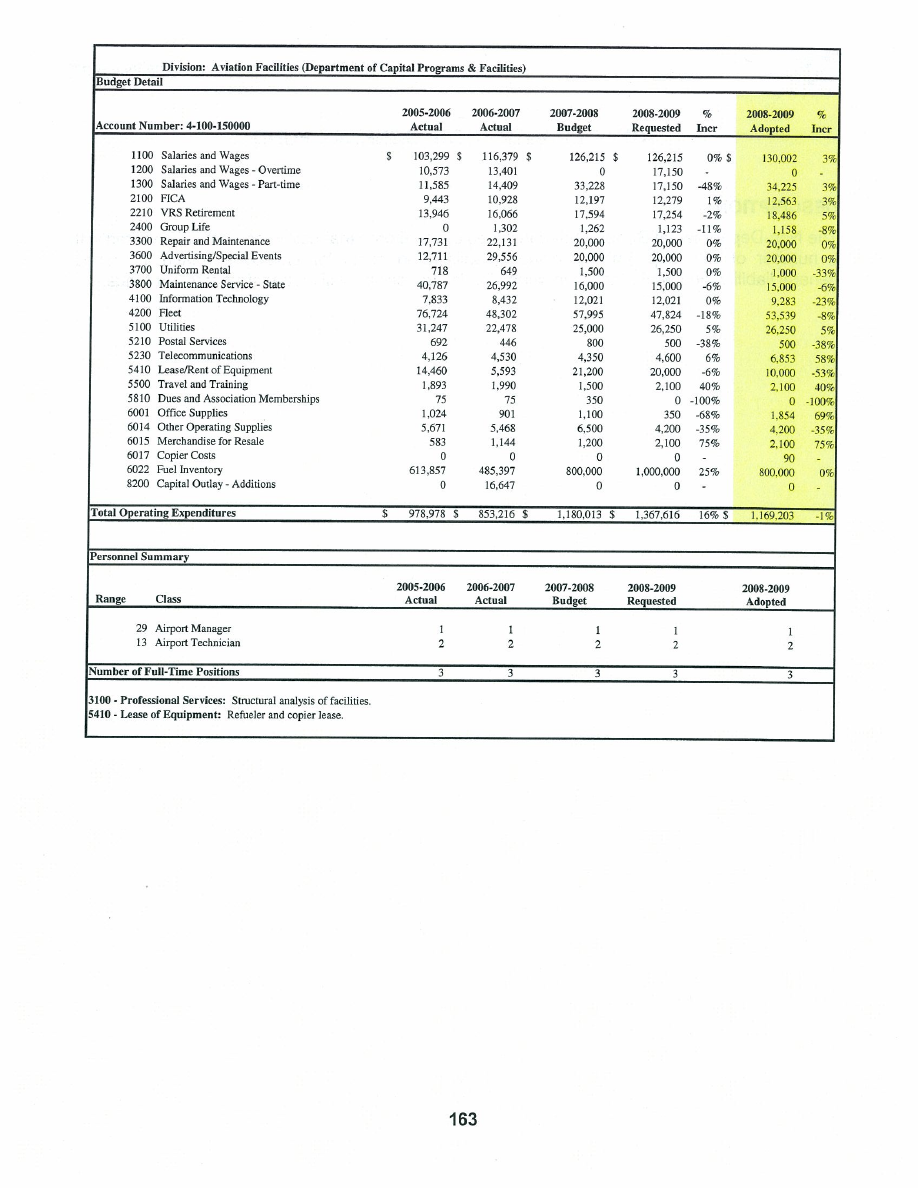 Division: Aviation Facilities (Department of Capital Programs & Facilities)
Budget Detail
2005-2006 2006-2007 2007-2008 2008-2009 % 2008-2009 %
Account Number: 4-100-150000 Actual Actual Budget Requested Incr Adopted Incr
1100 Salaries and Wages $ 103,299 $ 116,379 $ 126,215 $ 126,215 0% $ 130,002 3%
1200 Salaries and Wages - Overtime 10,573 13,401 0 17,150 - 0 -
1300 Salaries and Wages - Part-time 11,585 14,409 33,228 17,150 -48% 34,225 3%
2100 FICA 9,443 10,928 12,197 12,279 1% 12,563 3%
2210 VRS Retirement 13,946 16,066 17,594 17,254 -2% 18,486 5%
2400 Group Life 0 1,302 1,262 1,123 -11% 1,158 -8%
3300 Repair and Maintenance 17,731 22,131 20,000 20,000 0% 20,000 0%
3600 Advertising/Special Events 12,711 29,556 20,000 20,000 0% 20,000 0%
3700 Uniform Rental 718 649 1,500 1,500 0% 1,000 -33%
3800 Maintenance Service - State 40,787 26,992 16,000 15,000 -6% 15,000 -6%
4100 Information Technology 7,833 8,432 12,021 12,021 0% 9,283 -23%
4200 Fleet 76,724 48,302 57,995 47,824 -18% 53,539 -8%
5100 Utilities 31,247 22,478 25,000 26,250 5% 26,250 5%
5210 Postal Services 692 446 800 500 -38% 500 -38%
5230 Telecommunications 4,126 4,530 4,350 4,600 6% 6,853 58%
5410 Lease/Rent of Equipment 14,460 5,593 21,200 20,000 -6% 10,000 -53%
5500 Travel and Training 1,893 1,990 1,500 2,100 40% 2,100 40%
5810 Dues and Association Memberships 75 75 350 0 -100% 0 -100%
6001 Office Supplies 1,024 901 1,100 350 -68% 1,854 69%
6014 Other Operating Supplies 5,671 5,468 6,500 4,200 -35% 4,200 -35%
6015 Merchandise for Resale 583 1,144 1,200 2,100 75% 2,100 75%
6017 Copier Costs 0 0 0 0 - 90 -
6022 Fuel Inventory 613,857 485,397 800,000 1,000,000 25% 800,000 0%
8200 Capital Outlay - Additions 0 16,647 0 0 - 0 -
Total Operating Expenditures $ 978,978 $ 853,216 $ 1,180,013 $ 1,367,616 16% $ 1,169,203 -1%
Personnel Summary
2005-2006 2006-2007 2007-2008 2008-2009 2008-2009
Range Class Actual Actual Budget Requested Adopted
29 Airport Manager 1 1 1 1 1
13 Airport Technician 2 2 2 2 2
Number of Full-Time Positions 3 3 3 3 3
3100 - Professional Services: Structural analysis of facilities.
5410 - Lease of Equipment: Refueler and copier lease.
163